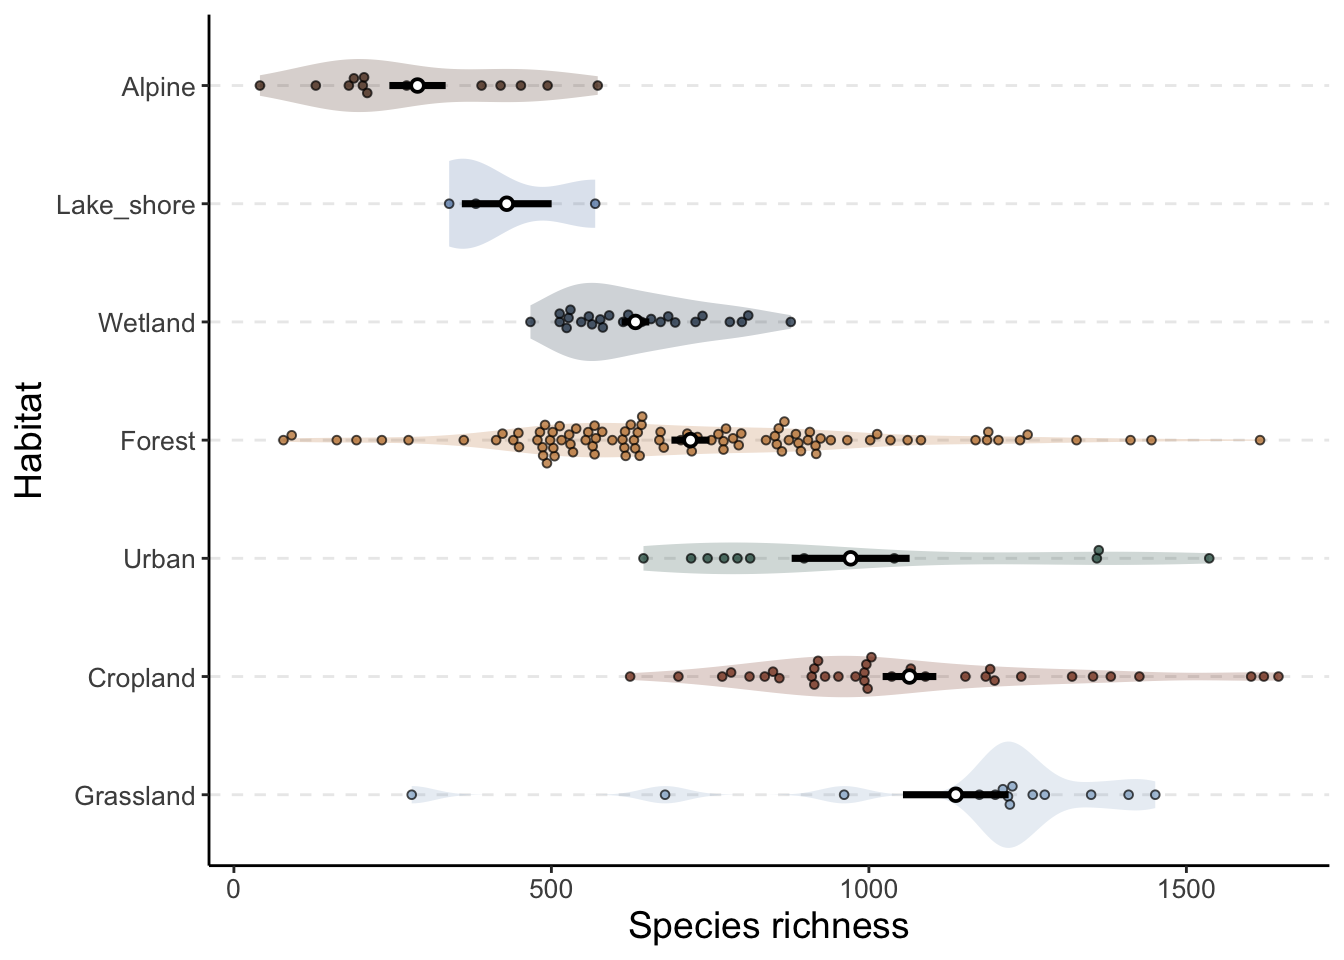 Habitat
Alpine
Lake_shore
Wetland
Forest
Urban
Cropland
Grassland
0 500 1000 1500
Species richness